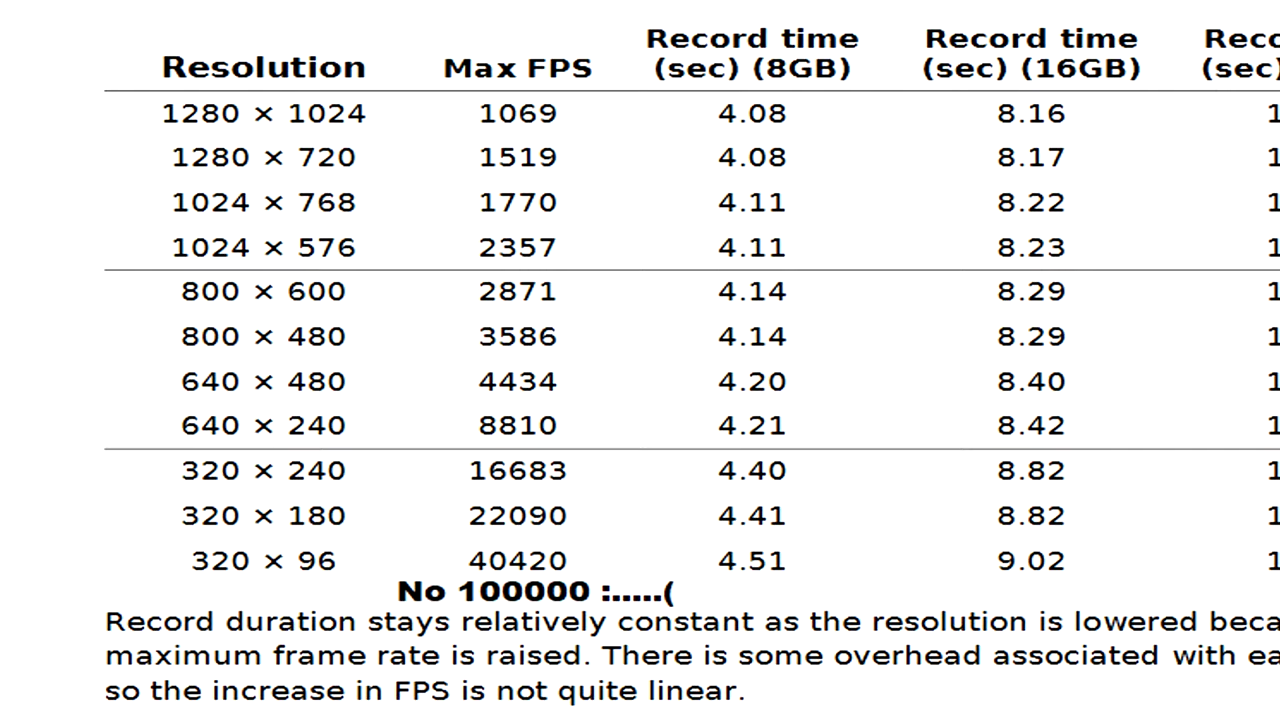 Resolution Max FPS Record time (sec) (8GB) Record time (sec) (16GB)
1280 × 1024 1069 4.08 8.16
1280 × 720 1519 4.08 8.17
1024 × 768 1770 4.11 8.22
1024 × 576 2357 4.11 8.23
800 × 600 2871 4.14 8.29
800 × 480 3586 4.14 8.29
640 × 480 4434 4.20 8.40
640 × 240 8810 4.21 8.42
320 × 240 16683 4.40 8.82
320 × 180 22090 4.41 8.82
320 × 96 40420 4.51 9.02
No 100000 :.....(
Record duration stays relatively constant as the resolution is lowered
maximum frame rate is raised. There is some overhead associated with
so the increase in FPS is not quite linear.